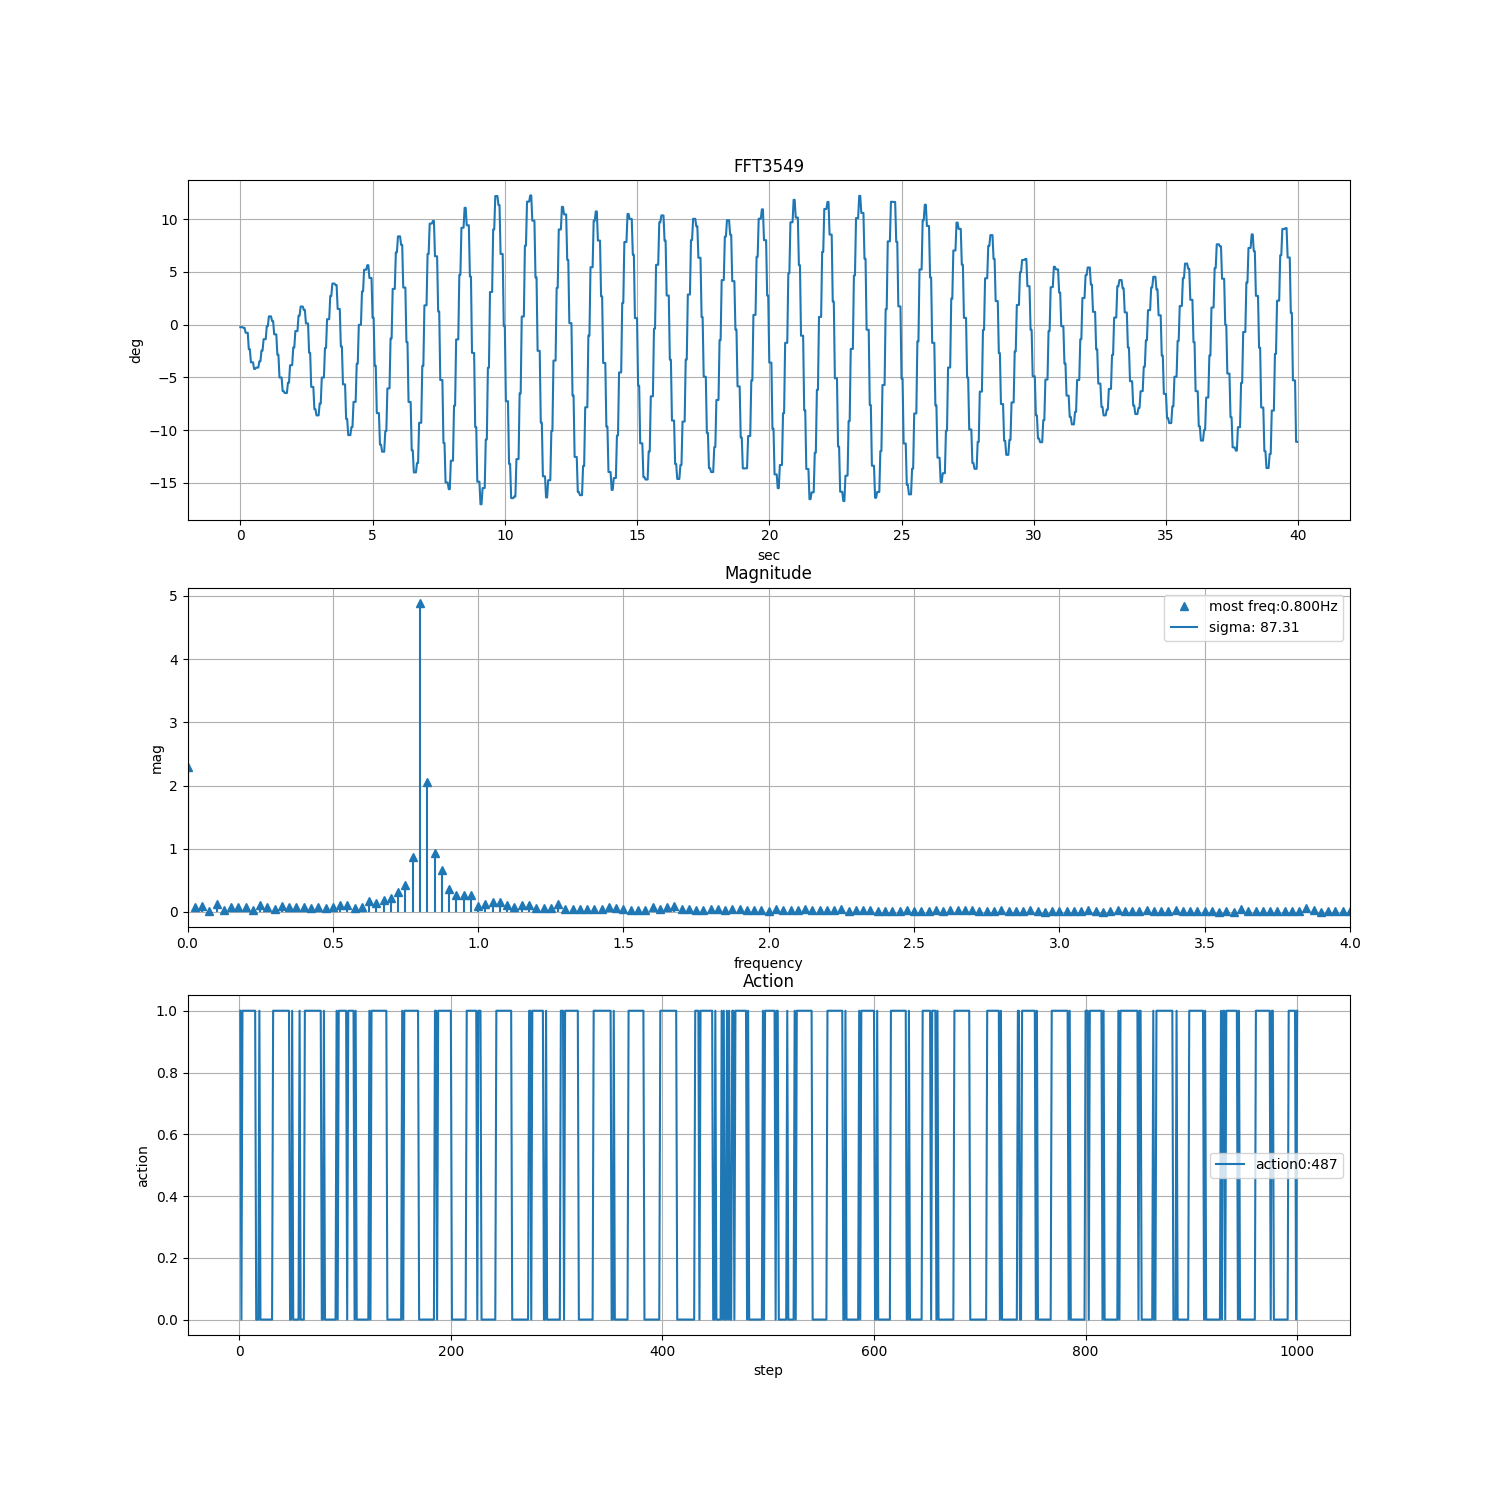 FFT3549
10
5
0
−5
−10
−15
deg
0 5 10 15 20 25 30 35 40
sec
Magnitude
5
4
3
2
1
0
mag
most freq:0.800Hz
sigma: 87.31
0.0 0.5 1.0 1.5 2.0 2.5 3.0 3.5 4.0
frequency
Action
1.0
0.8
0.6
0.4
0.2
0.0
action
action0:487
0 200 400 600 800 1000
step